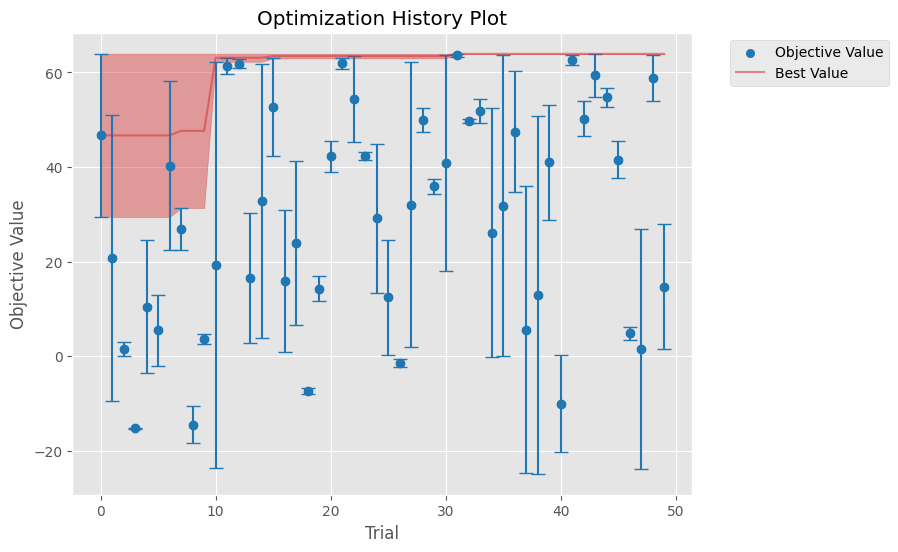 Optimization History Plot
Objective Value
Best Value
Objective Value
60
40
20
0
−20
0 10 20 30 40 50
Trial